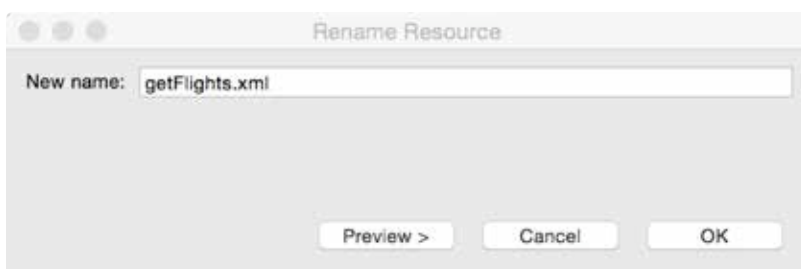 Rename Resource
New name: getFlights.xml
Preview > Cancel OK